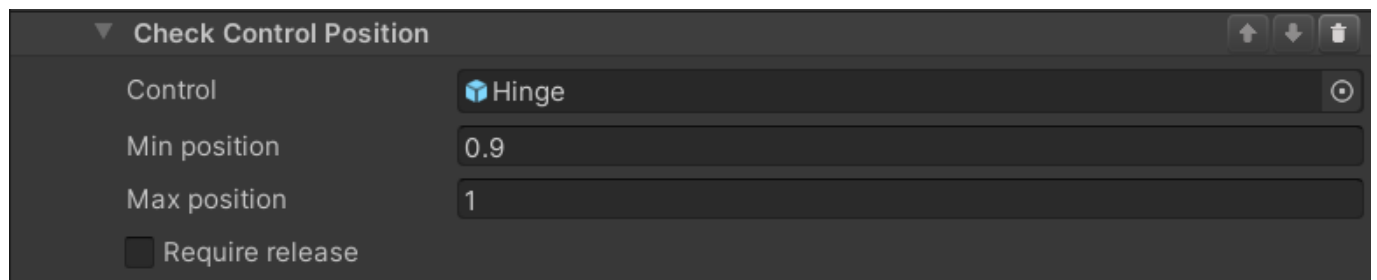 Check Control Position
Control Hinge
Min position 0.9
Max position 1
Require release